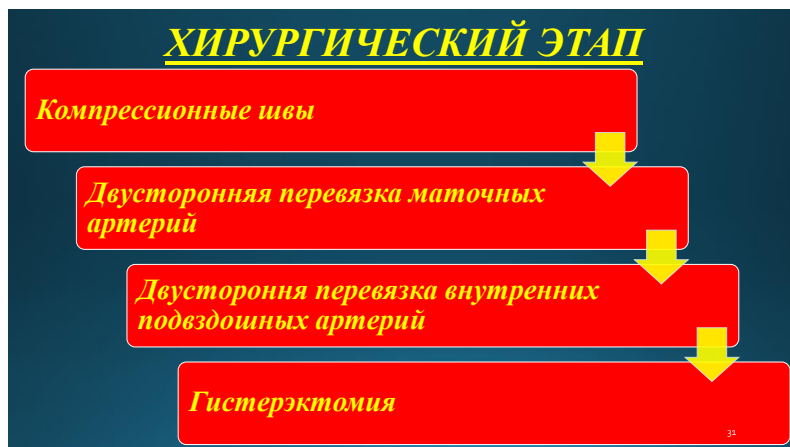 ХИРУРГИЧЕСКИЙ ЭТАП
Компрессионные швы
Двусторонняя перевязка маточных
артерий
Двустороння перевязка внутренних
подвздошных артерий
Гистерэктомия
31